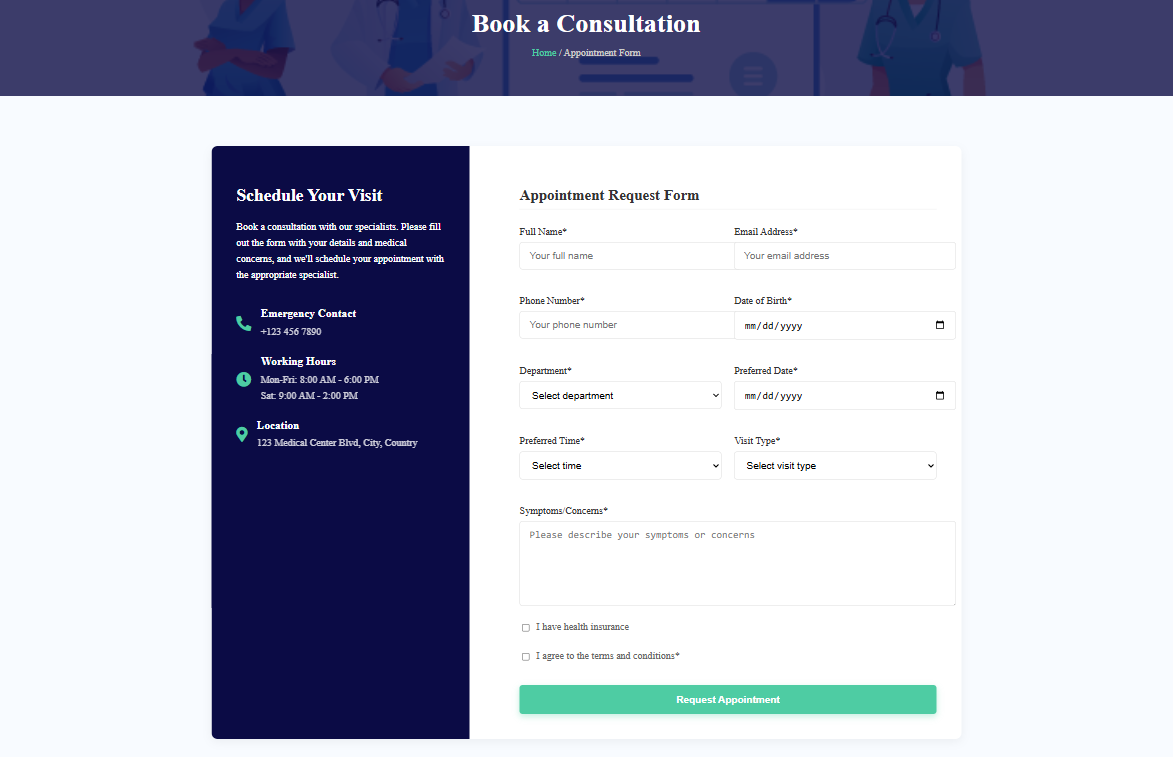 Book a Consultation
Home / Appointment Form
Schedule Your Visit
Book a consultation with our specialists. Please fill
out the form with your details and medical
concerns, and we'll schedule your appointment with
the appropriate specialist.
Emergency Contact
+123 456 7890
Working Hours
Mon-Fri: 8:00 AM - 6:00 PM
Sat: 9:00 AM - 2:00 PM
Location
123 Medical Center Blvd, City, Country
Appointment Request Form
Full Name* Email Address*
Your full name Your email address
Phone Number* Date of Birth*
Your phone number mm/dd/yyyy
Department* Preferred Date*
Select department mm/dd/yyyy
Preferred Time* Visit Type*
Select time Select visit type
Symptoms/Concerns*
Please describe your symptoms or concerns
I have health insurance
I agree to the terms and conditions*
Request Appointment